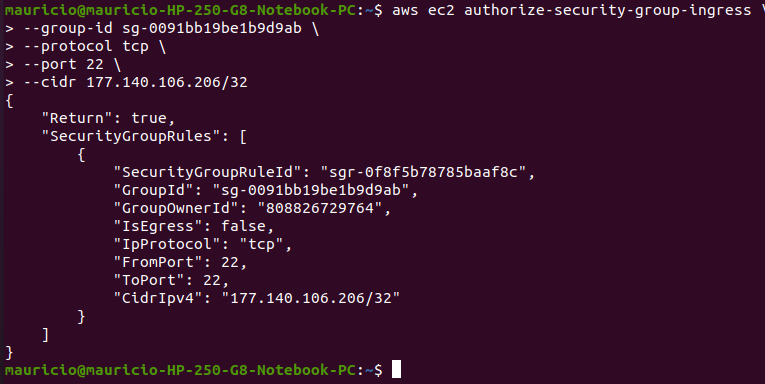 mauricio@mauricio-HP-250-G8-Notebook-PC:~$ aws ec2 authorize-security-group-ingress \
> --group-id sg-0091bb19be1b9d9ab \
> --protocol tcp \
> --port 22 \
> --cidr 177.140.106.206/32
{
    "Return": true,
    "SecurityGroupRules": [
        {
            "SecurityGroupRuleId": "sgr-0f8f5b78785baaf8c",
            "GroupId": "sg-0091bb19be1b9d9ab",
            "GroupOwnerId": "808826729764",
            "IsEgress": false,
            "IpProtocol": "tcp",
            "FromPort": 22,
            "ToPort": 22,
            "CidrIpv4": "177.140.106.206/32"
        }
    ]
}
mauricio@mauricio-HP-250-G8-Notebook-PC:~$